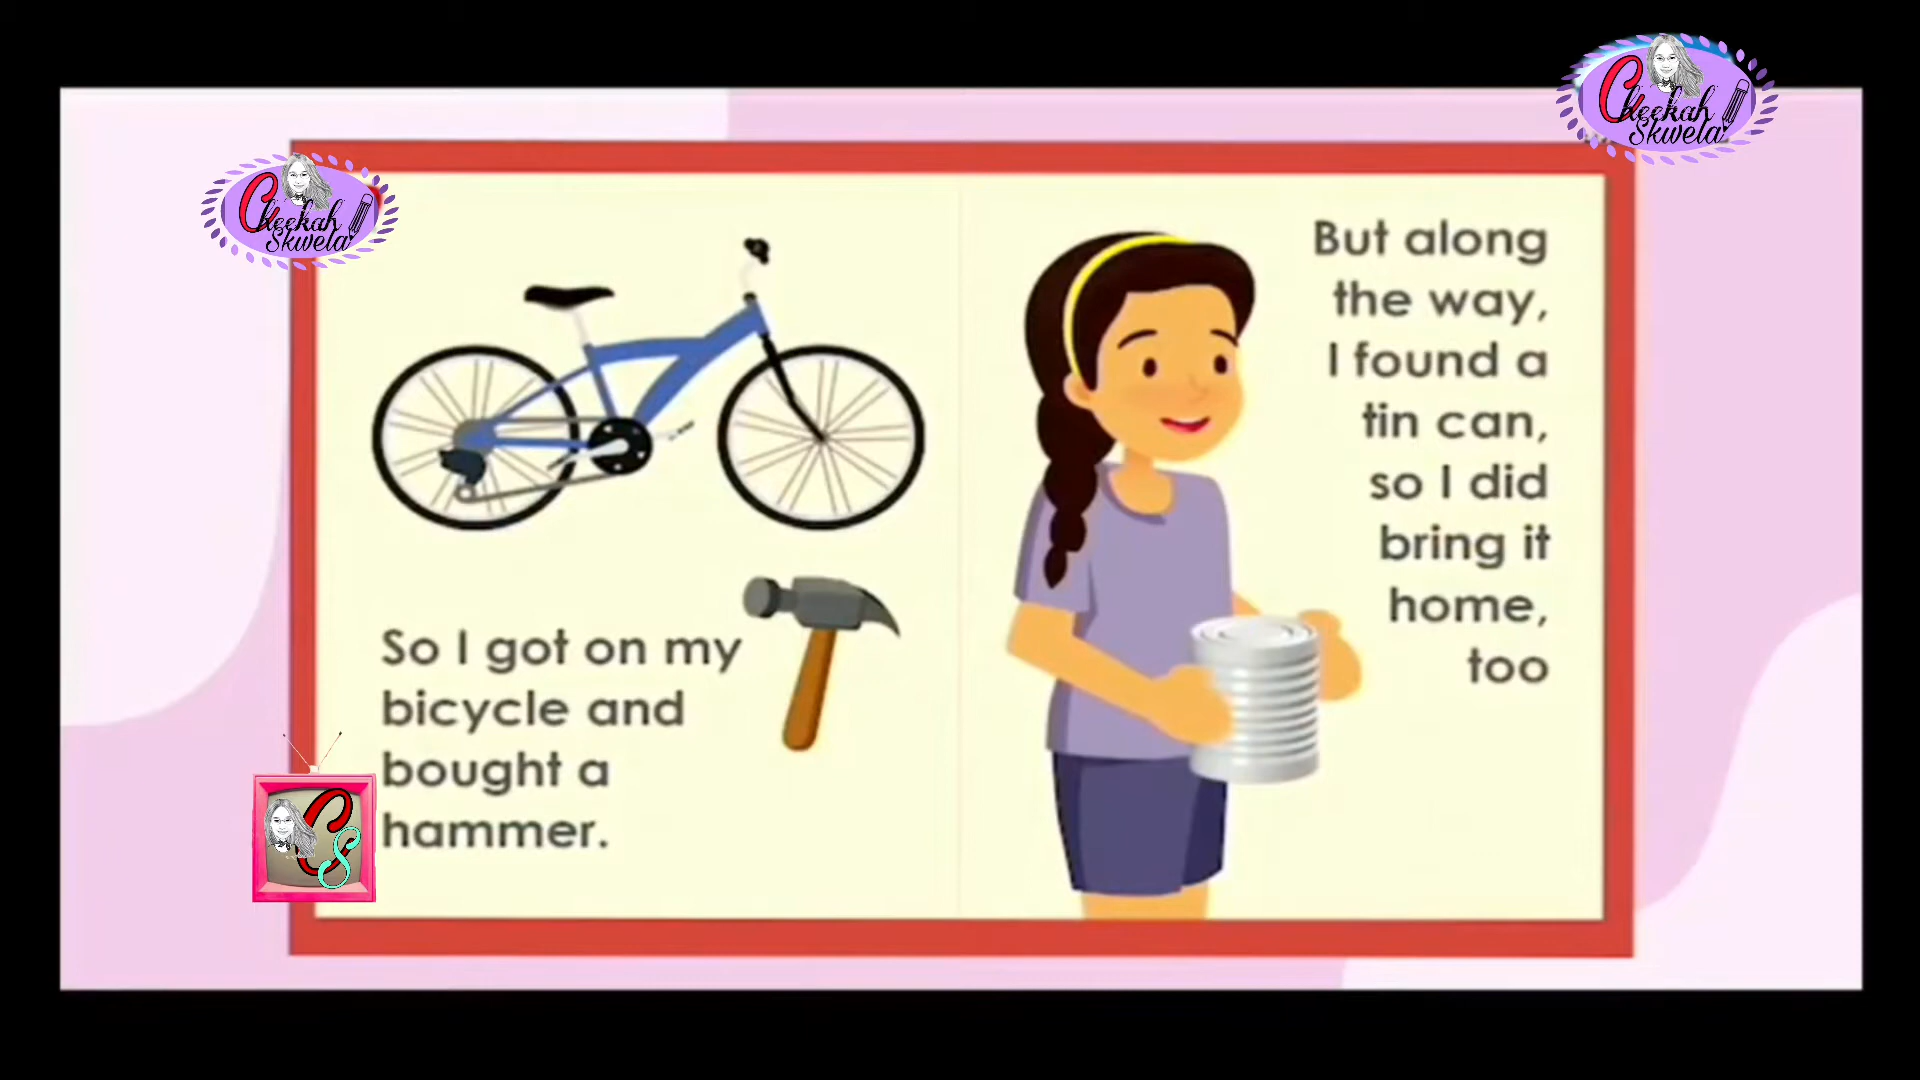 Cheekah
Skwela
Cheekah
Skwela
So I got on my
bicycle and
bought a
hammer.
But along
the way,
I found a
tin can,
so I did
bring it
home,
too
CS